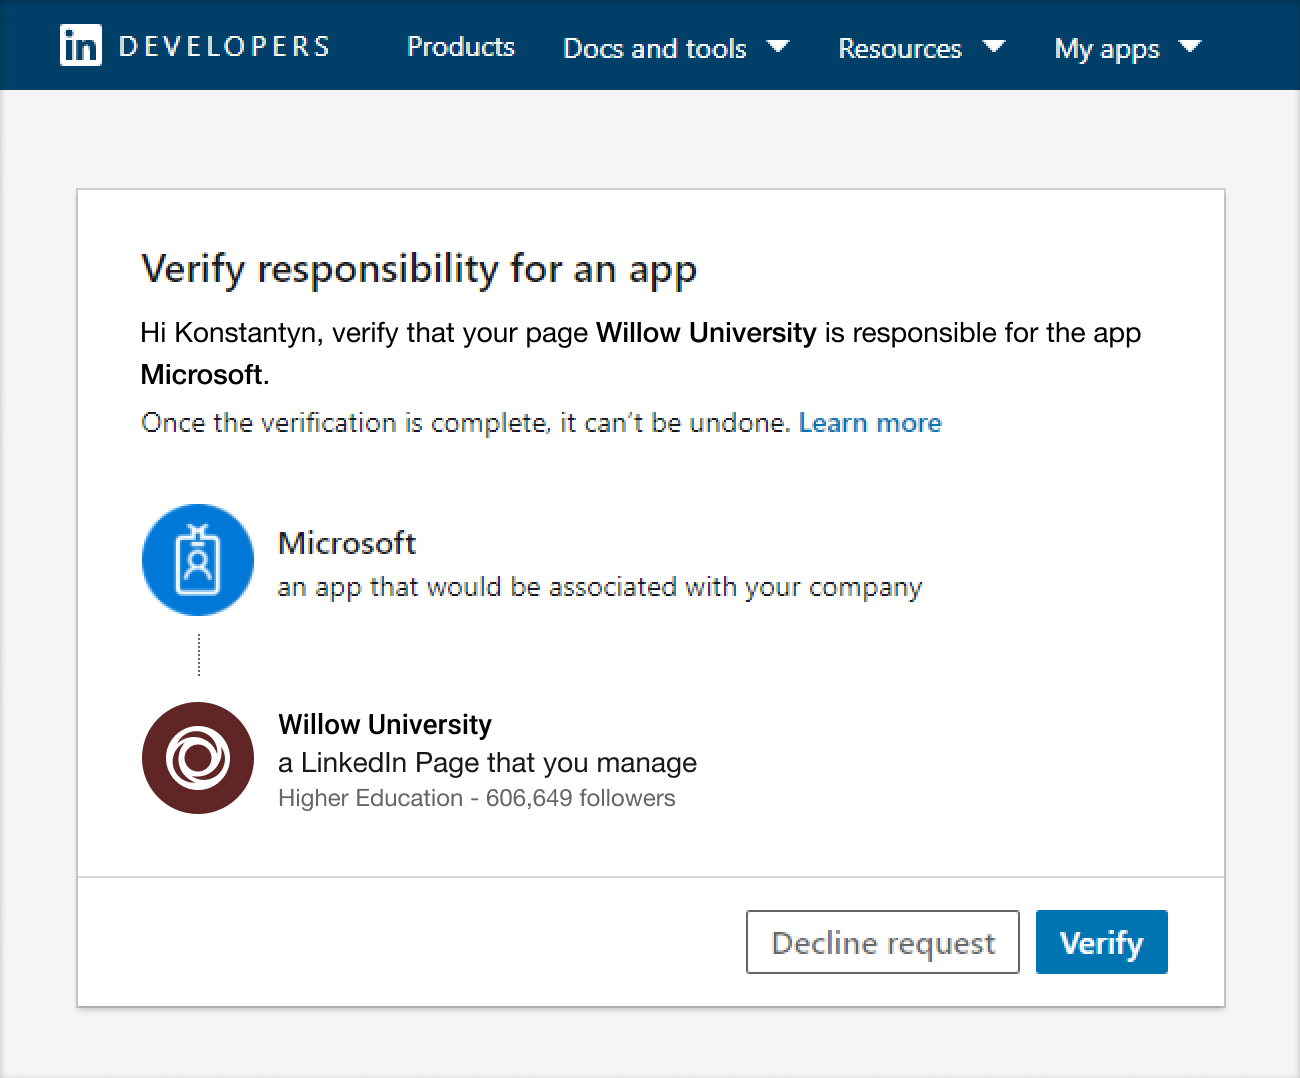 in DEVELOPERS Products Docs and tools Resources My apps
Verify responsibility for an app
Hi Konstantyn, verify that your page Willow University is responsible for the app
Microsoft.
Once the verification is complete, it can't be undone. Learn more
Microsoft
an app that would be associated with your company
Willow University
a LinkedIn Page that you manage
Higher Education - 606,649 followers
Decline request Verify